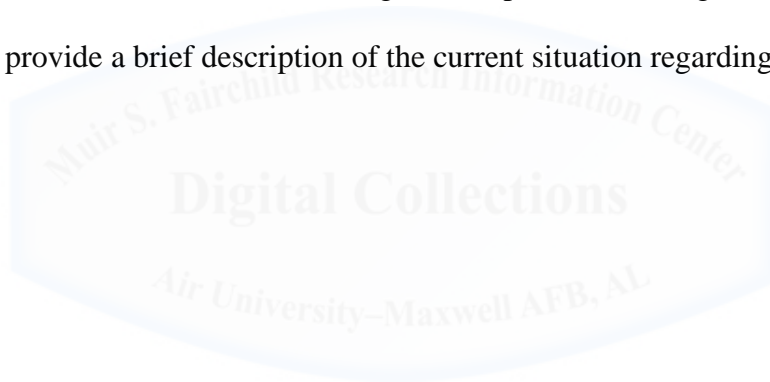 provide a brief description of the current situation regarding
Muir S. Fairchild Research Information Center
Digital Collections
Air University–Maxwell AFB, AL